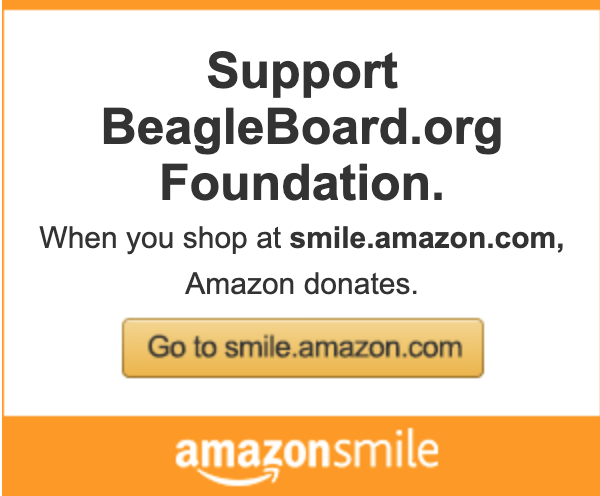 Support
BeagleBoard.org
Foundation.
When you shop at smile.amazon.com,
Amazon donates.
Go to smile.amazon.com
amazonsmile